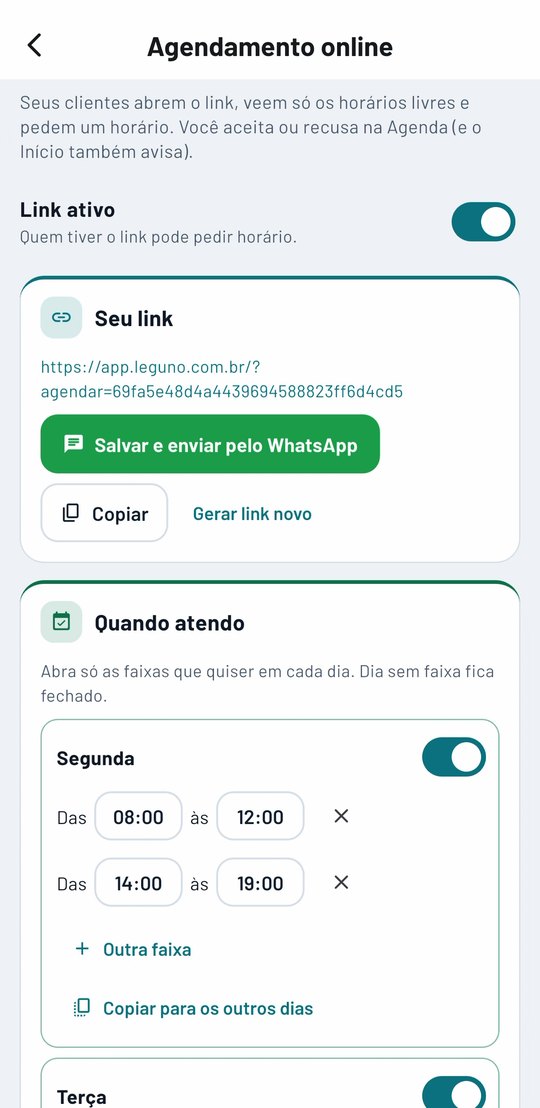 Agendamento online
Seus clientes abrem o link, veem só os horários livres e
pedem um horário. Você aceita ou recusa na Agenda (e o
Início também avisa).
Link ativo
Quem tiver o link pode pedir horário.
Seu link
https://app.leguno.com.br/?
agendar=69fa5e48d4a4439694588823ff6d4cd5
Salvar e enviar pelo WhatsApp
Copiar Gerar link novo
Quando atendo
Abra só as faixas que quiser em cada dia. Dia sem faixa fica
fechado.
Segunda
Das 08:00 às 12:00
Das 14:00 às 19:00
+ Outra faixa
Copiar para os outros dias
Terça